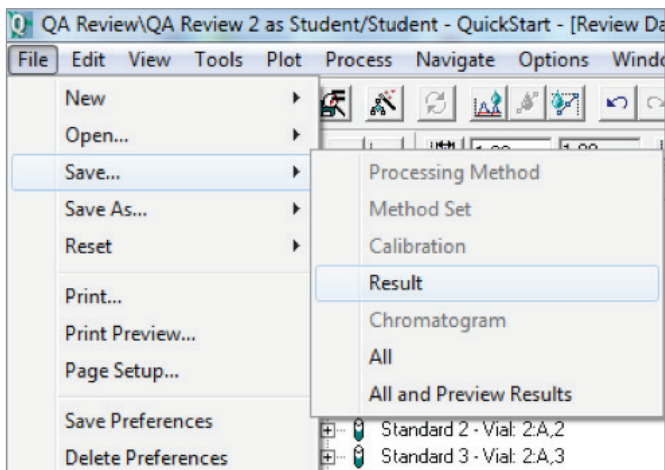 QA Review\QA Review 2 as Student/Student - QuickStart - [Review Da
File Edit View Tools Plot Process Navigate Options Windo
New
Open...
Save...
Save As...
Reset
Print...
Print Preview...
Page Setup...
Save Preferences
Delete Preferences
Processing Method
Method Set
Calibration
Result
Chromatogram
All
All and Preview Results
Standard 2 - Vial: 2:A,2
Standard 3 - Vial: 2:A,3